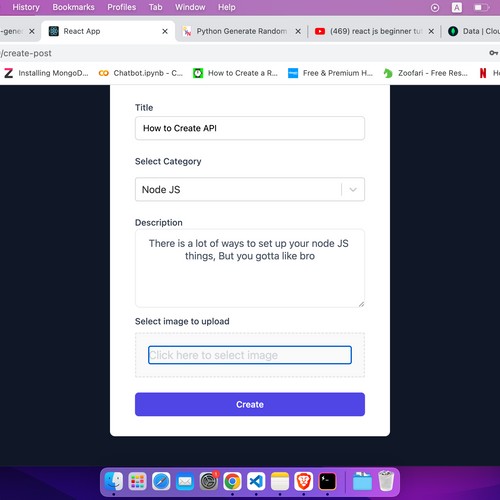 History Bookmarks Profiles Tab Window Help
React App
Python Generate Random
(469) react js beginner tu
Data | Clou
/create-post
Installing MongoD...
Chatbot.ipynb - C...
How to Create a R...
Free & Premium H...
Zoofari - Free Res...
Title
How to Create API
Select Category
Node JS
Description
There is a lot of ways to set up your node JS
things, But you gotta like bro
Select image to upload
Click here to select image
Create